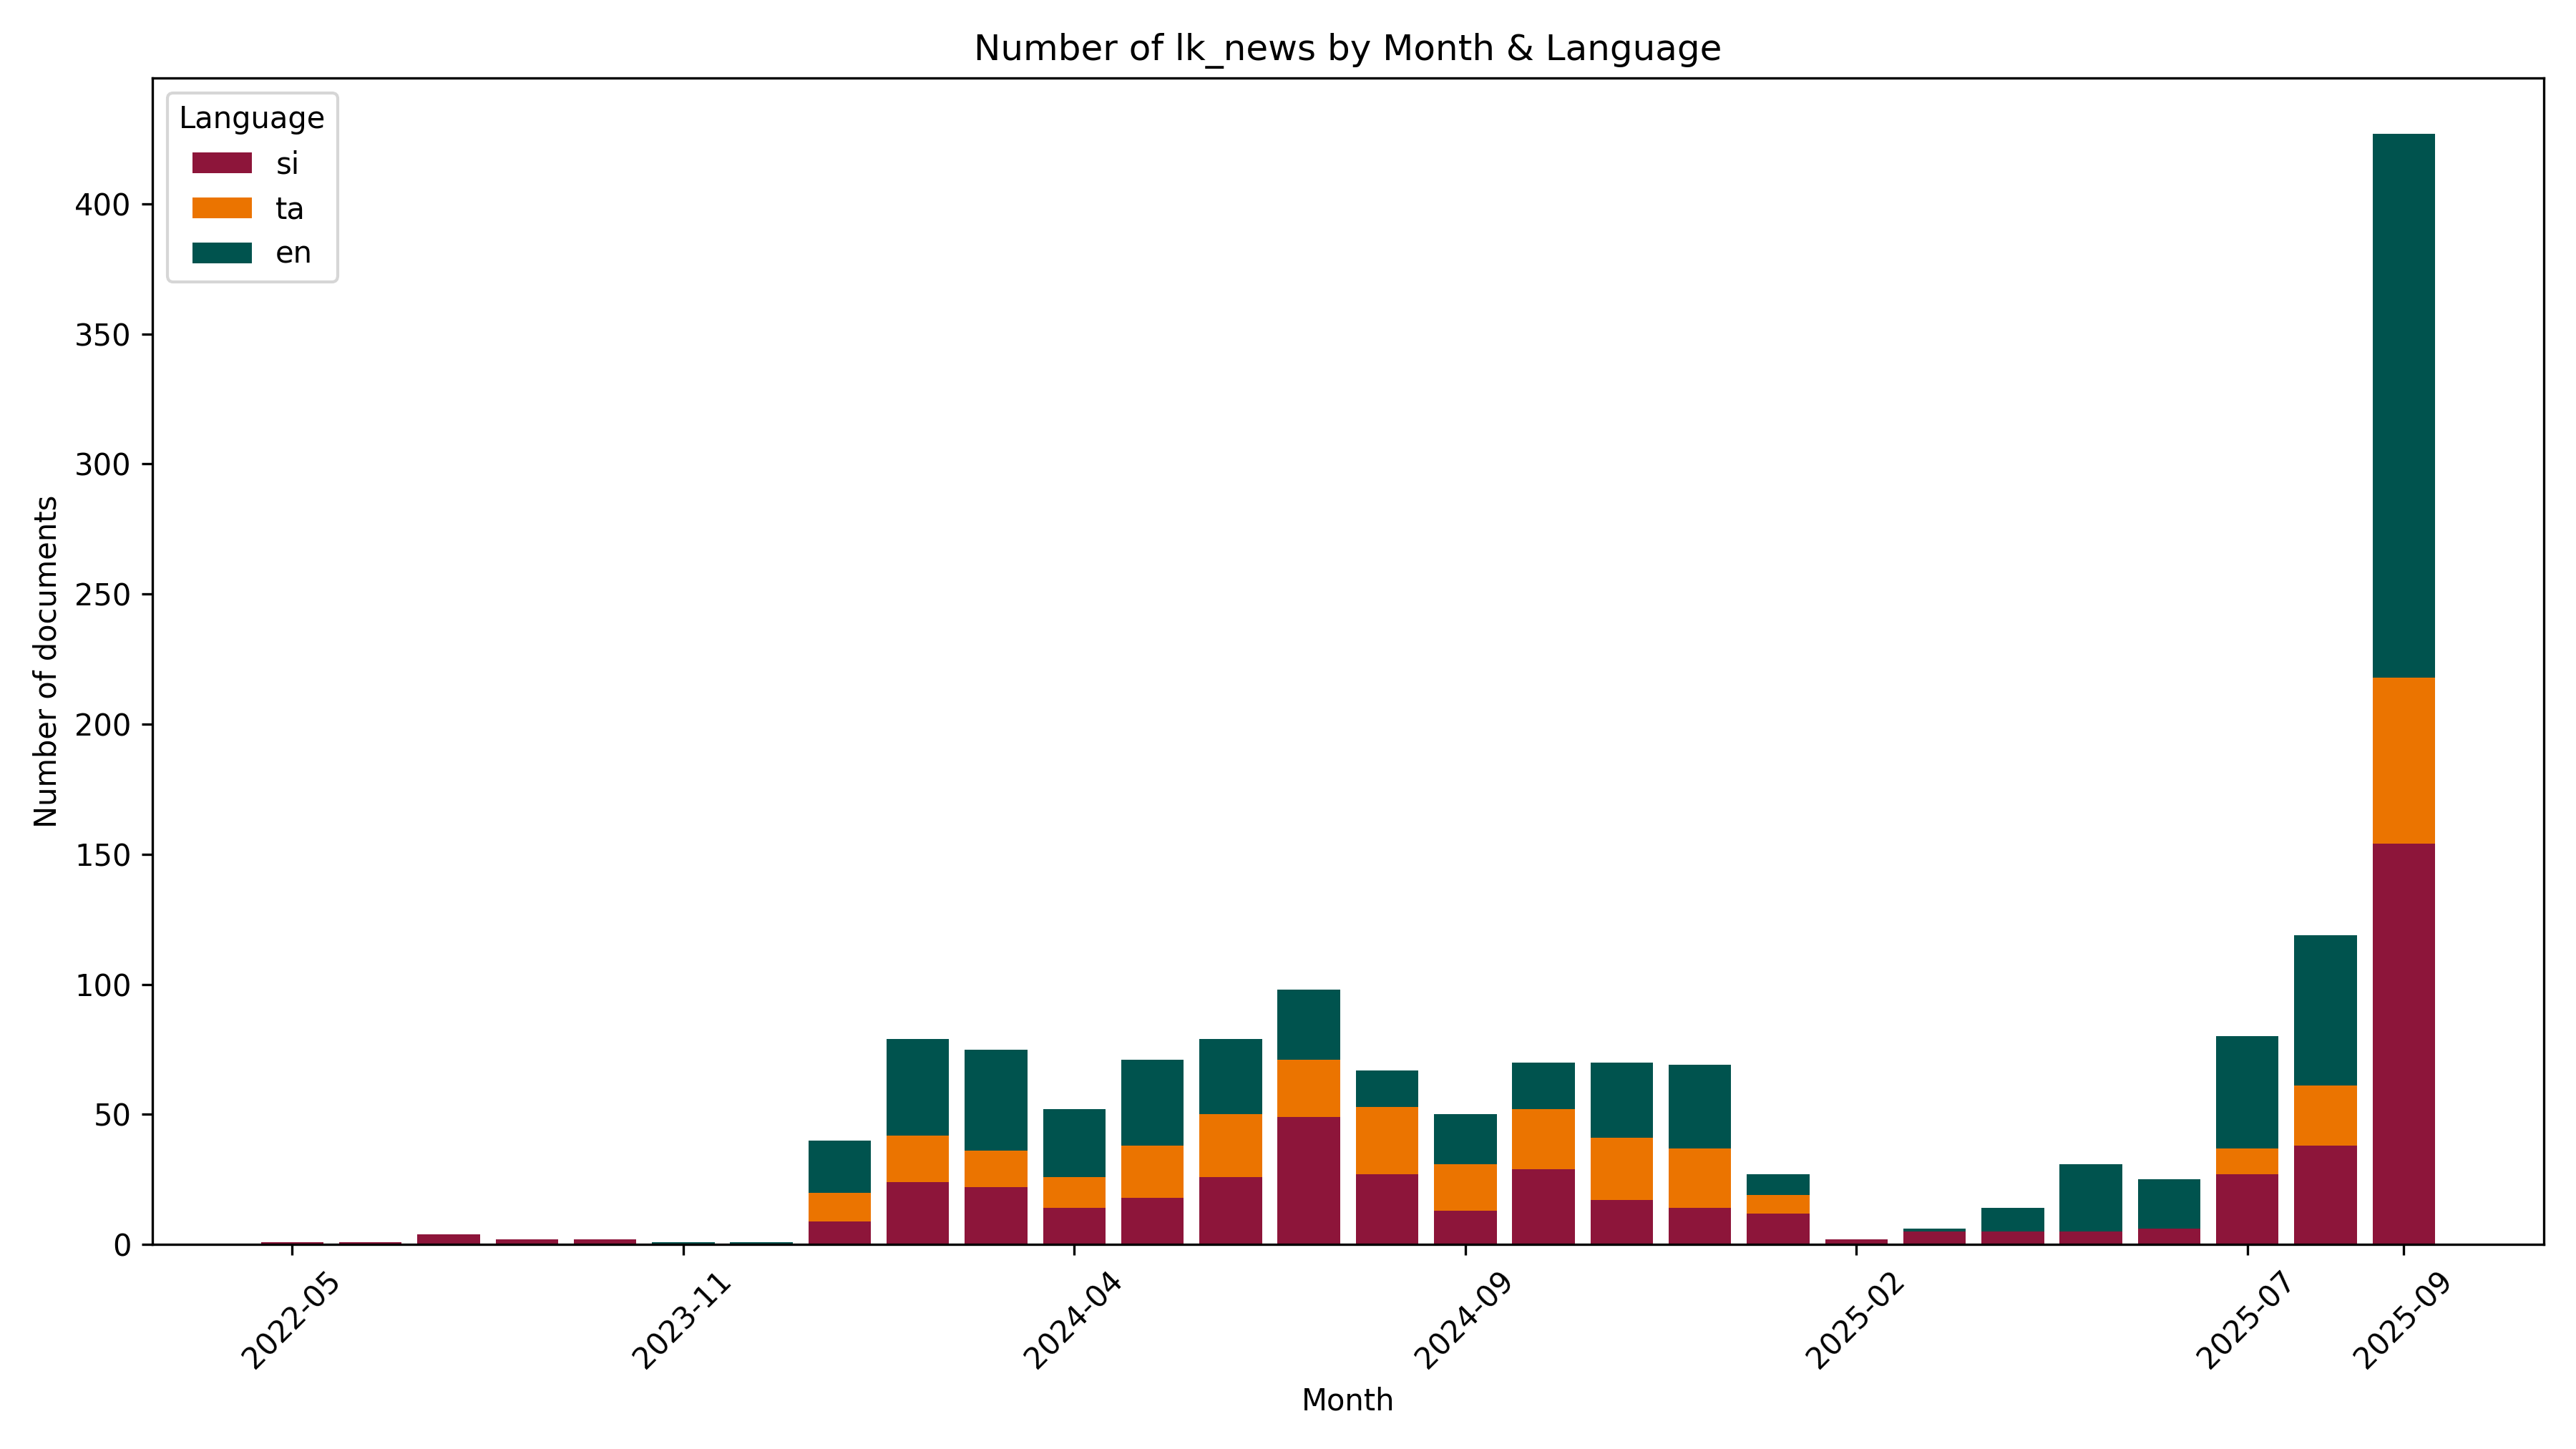 Number of lk_news by Month & Language
Language
si
ta
en
Number of documents
400
350
300
250
200
150
100
50
0
2022-05
2023-11
2024-04
2024-09
2025-02
2025-07
2025-09
Month